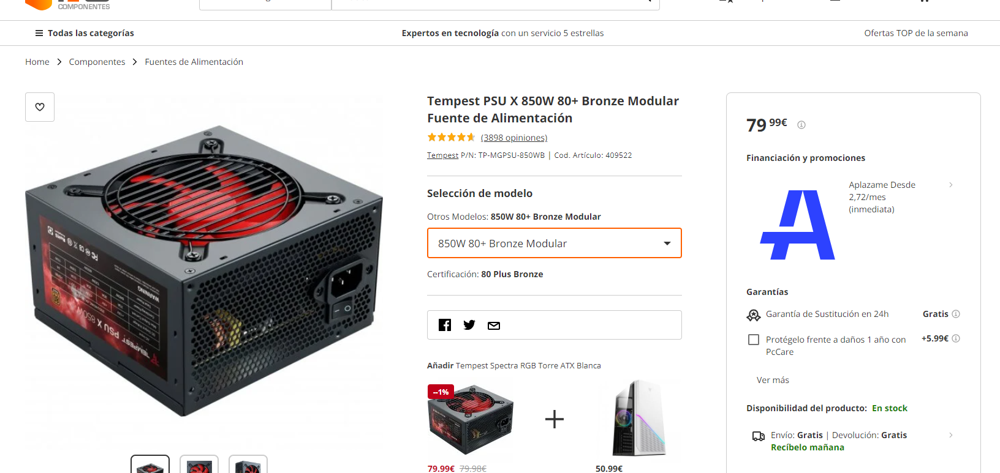 COMPONENTES
Todas las categorías
Expertos en tecnología con un servicio 5 estrellas
Ofertas TOP de la semana
Home > Componentes > Fuentes de Alimentación
Tempest PSU X 850W 80+ Bronze Modular
Fuente de Alimentación
(3898 opiniones)
Tempest P/N: TP-MGPSU-850WB | Cod. Artículo: 409522
Selección de modelo
Otros Modelos: 850W 80+ Bronze Modular
850W 80+ Bronze Modular
Certificación: 80 Plus Bronze
Añadir Tempest Spectra RGB Torre ATX Blanca
--1%
79.99€ 79.98€
50.99€
79 99€
Financiación y promociones
Aplazame Desde
2,72/mes
(inmediata)
Garantías
Garantía de Sustitución en 24h Gratis
Protégelo frente a daños 1 año con
PcCare
+5.99€
Ver más
Disponibilidad del producto: En stock
Envío: Gratis | Devolución: Gratis
Recíbelo mañana
WARNING
TEMPEST PSU X 850W